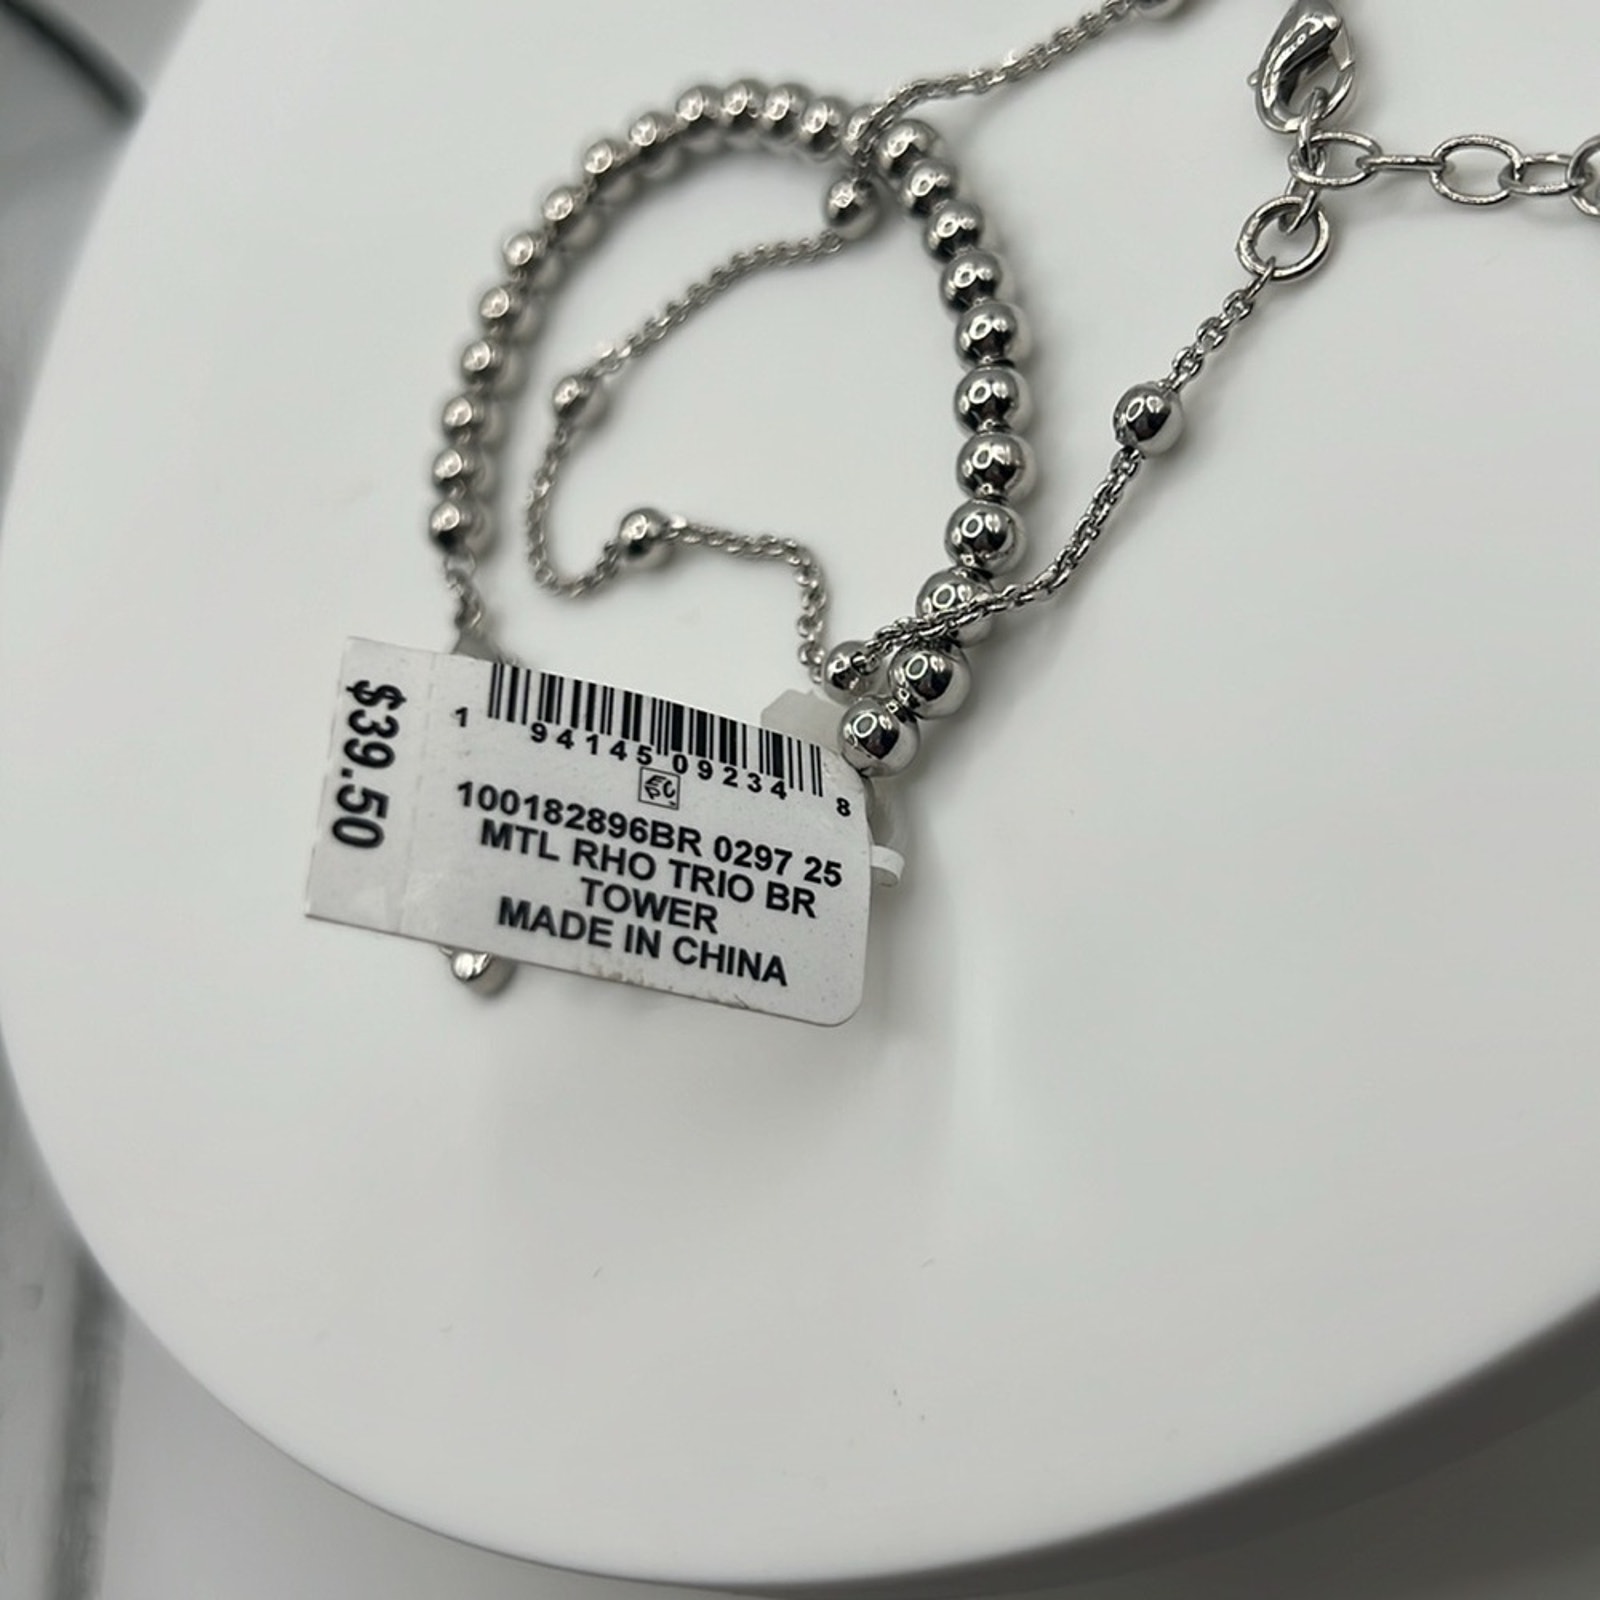 $39.50
1 94145 09234 8
100182896BR 0297 25
MTL RHO TRIO BR
TOWER
MADE IN CHINA